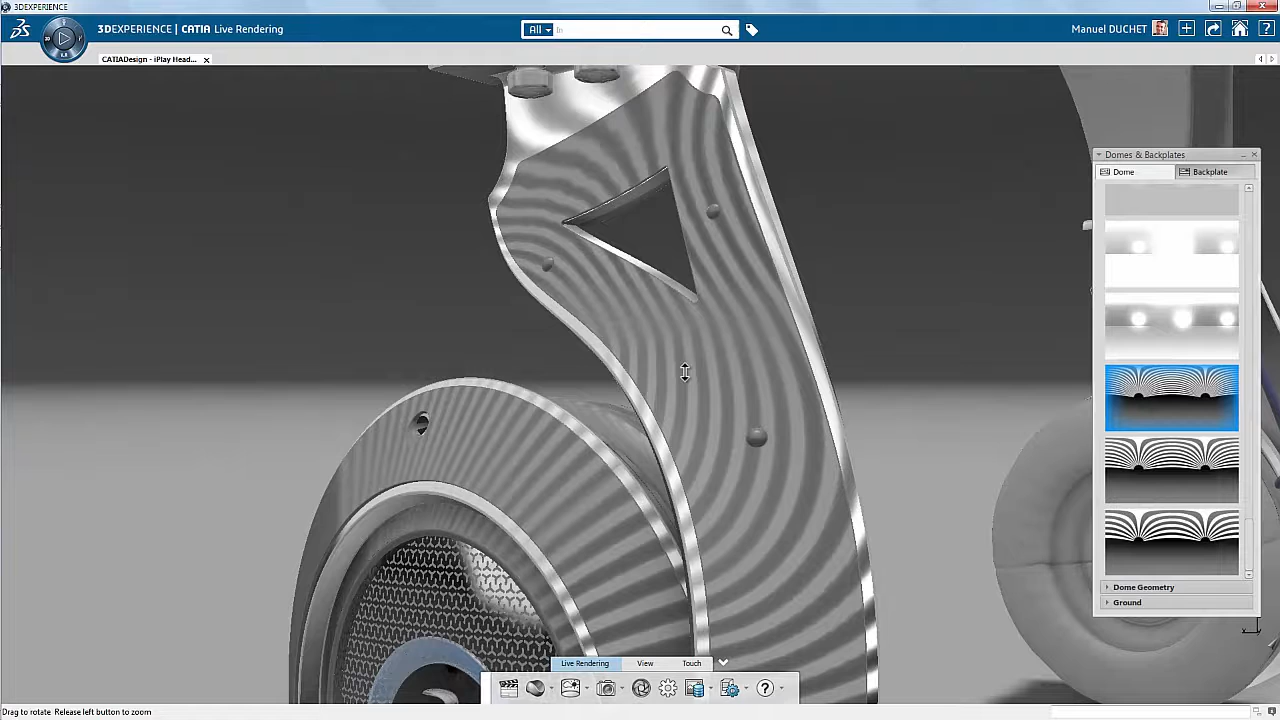 3DEXPERIENCE
3DEXPERIENCE | CATIA Live Rendering
All
Manuel DUCHET
CATIADesign - iPlay Head...
Domes & Backplates
Dome
Backplate
Dome Geometry
Ground
Live Rendering
View
Touch
Drag to rotate Release left button to zoom